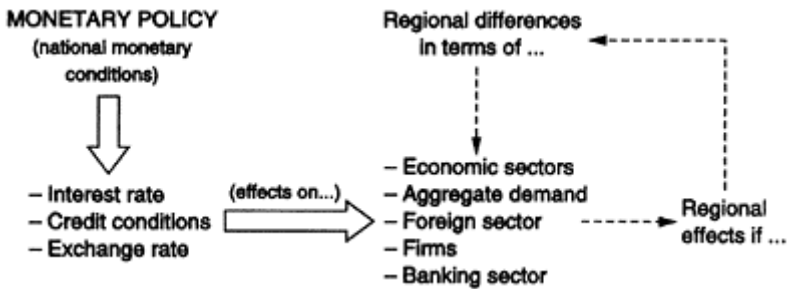 MONETARY POLICY
(national monetary
conditions)
– Interest rate
– Credit conditions
– Exchange rate
(effects on...)
Regional differences
in terms of ...
– Economic sectors
– Aggregate demand
– Foreign sector
– Firms
– Banking sector
Regional
effects if ...